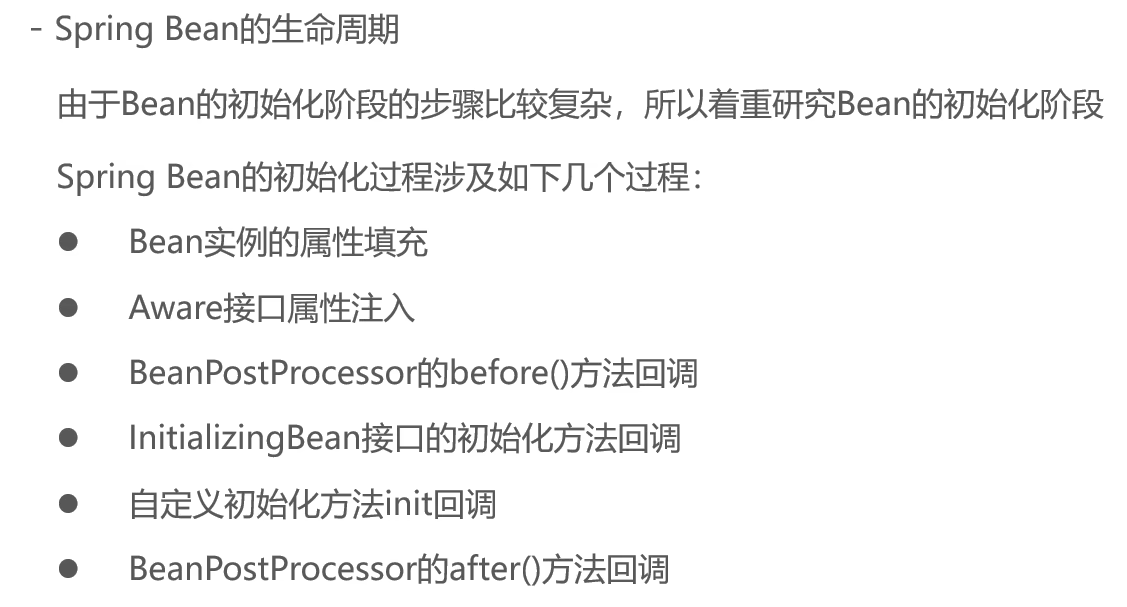 - Spring Bean的生命周期
由于Bean的初始化阶段的步骤比较复杂，所以着重研究Bean的初始化阶段
Spring Bean的初始化过程涉及如下几个过程：
● Bean实例的属性填充
● Aware接口属性注入
● BeanPostProcessor的before()方法回调
● InitializingBean接口的初始化方法回调
● 自定义初始化方法init回调
● BeanPostProcessor的after()方法回调